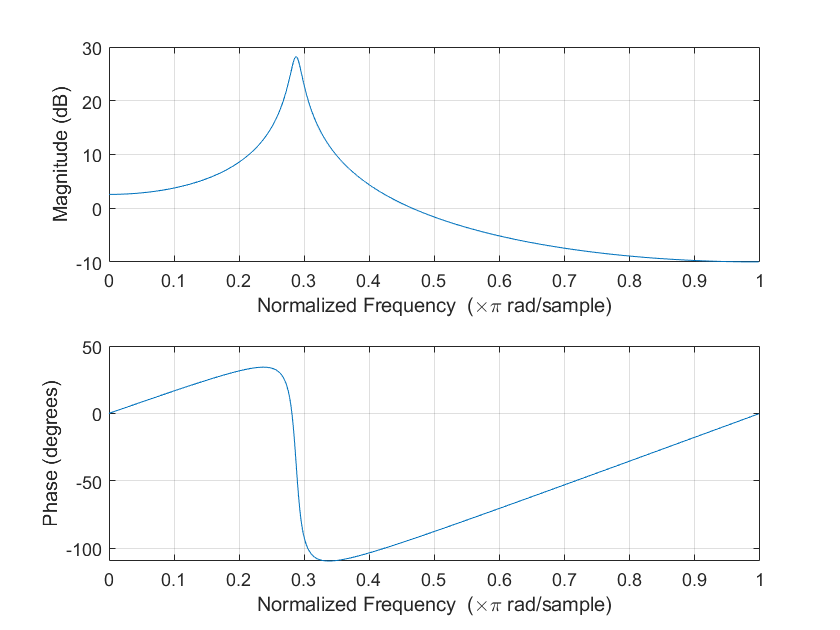 30
20
10
0
-10
Magnitude (dB)
0 0.1 0.2 0.3 0.4 0.5 0.6 0.7 0.8 0.9 1
Normalized Frequency (×π rad/sample)
50
0
-50
-100
Phase (degrees)
0 0.1 0.2 0.3 0.4 0.5 0.6 0.7 0.8 0.9 1
Normalized Frequency (×π rad/sample)